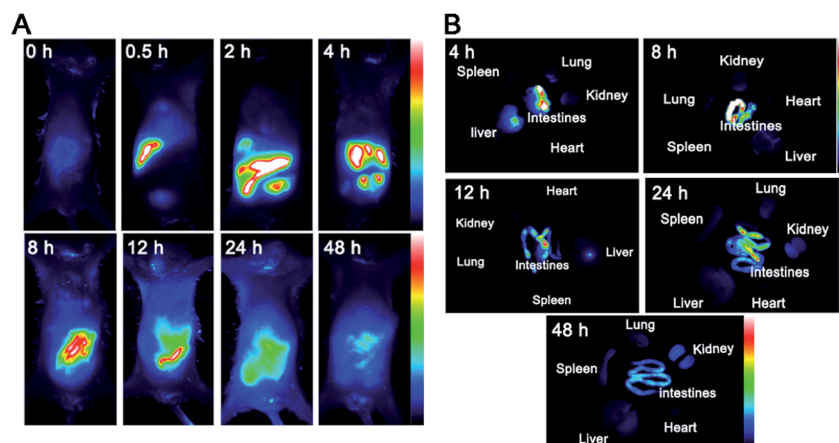 A
0 h
0.5 h
2 h
4 h
8 h
12 h
24 h
48 h
B
4 h
Spleen
Lung
Kidney
liver
Intestines
Heart
8 h
Kidney
Lung
Heart
Intestines
Spleen
Liver
12 h
Heart
Kidney
Lung
Liver
Intestines
Spleen
24 h
Lung
Spleen
Kidney
Intestines
Liver
Heart
48 h
Lung
Kidney
Spleen
intestines
Liver
Heart